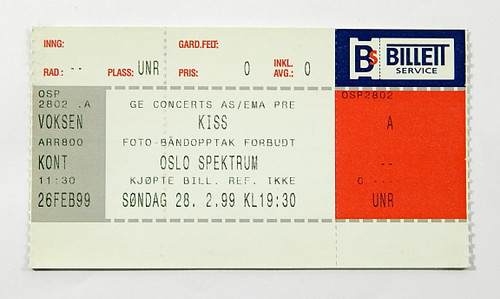 INNG: GARD.FELT:
RAD: -- PLASS: UNR PRIS: 0 INKL. AVG.: 0
BS BILLETT SERVICE
OSP
2802 .A
VOKSEN
ARR800
KONT
11:30
26FEB99
GE CONCERTS AS/EMA PRE
KISS
FOTO-BÅNDOPPTAK FORBUDT
OSLO SPEKTRUM
KJØPTE BILL. REF. IKKE
SØNDAG 28. 2.99 KL19:30
OSP2802
A
--
0 ----
UNR